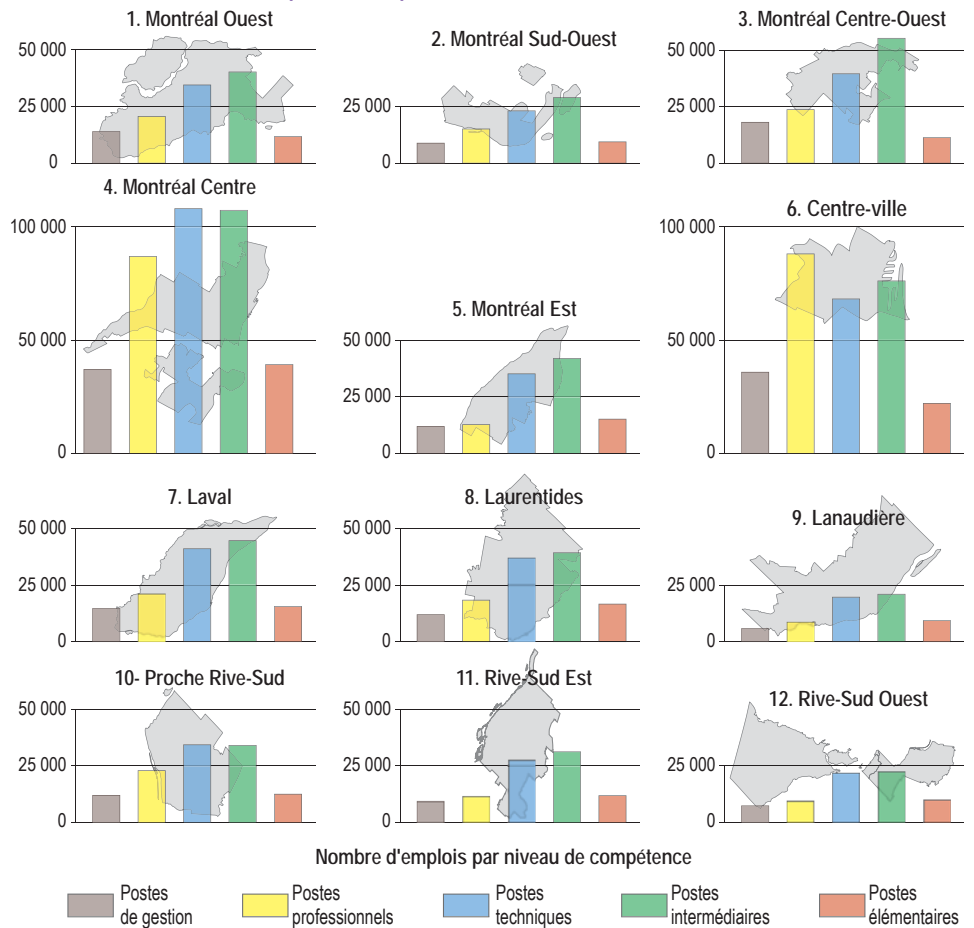 1. Montréal Ouest
50 000
25 000
0
2. Montréal Sud-Ouest
25 000
0
3. Montréal Centre-Ouest
50 000
25 000
0
4. Montréal Centre
100 000
50 000
0
5. Montréal Est
50 000
25 000
0
6. Centre-ville
100 000
50 000
0
7. Laval
50 000
25 000
0
8. Laurentides
50 000
25 000
0
9. Lanaudière
25 000
0
10- Proche Rive-Sud
50 000
25 000
0
11. Rive-Sud Est
50 000
25 000
0
12. Rive-Sud Ouest
25 000
0
Nombre d'emplois par niveau de compétence
Postes
de gestion
Postes
professionnels
Postes
techniques
Postes
intermédiaires
Postes
élémentaires